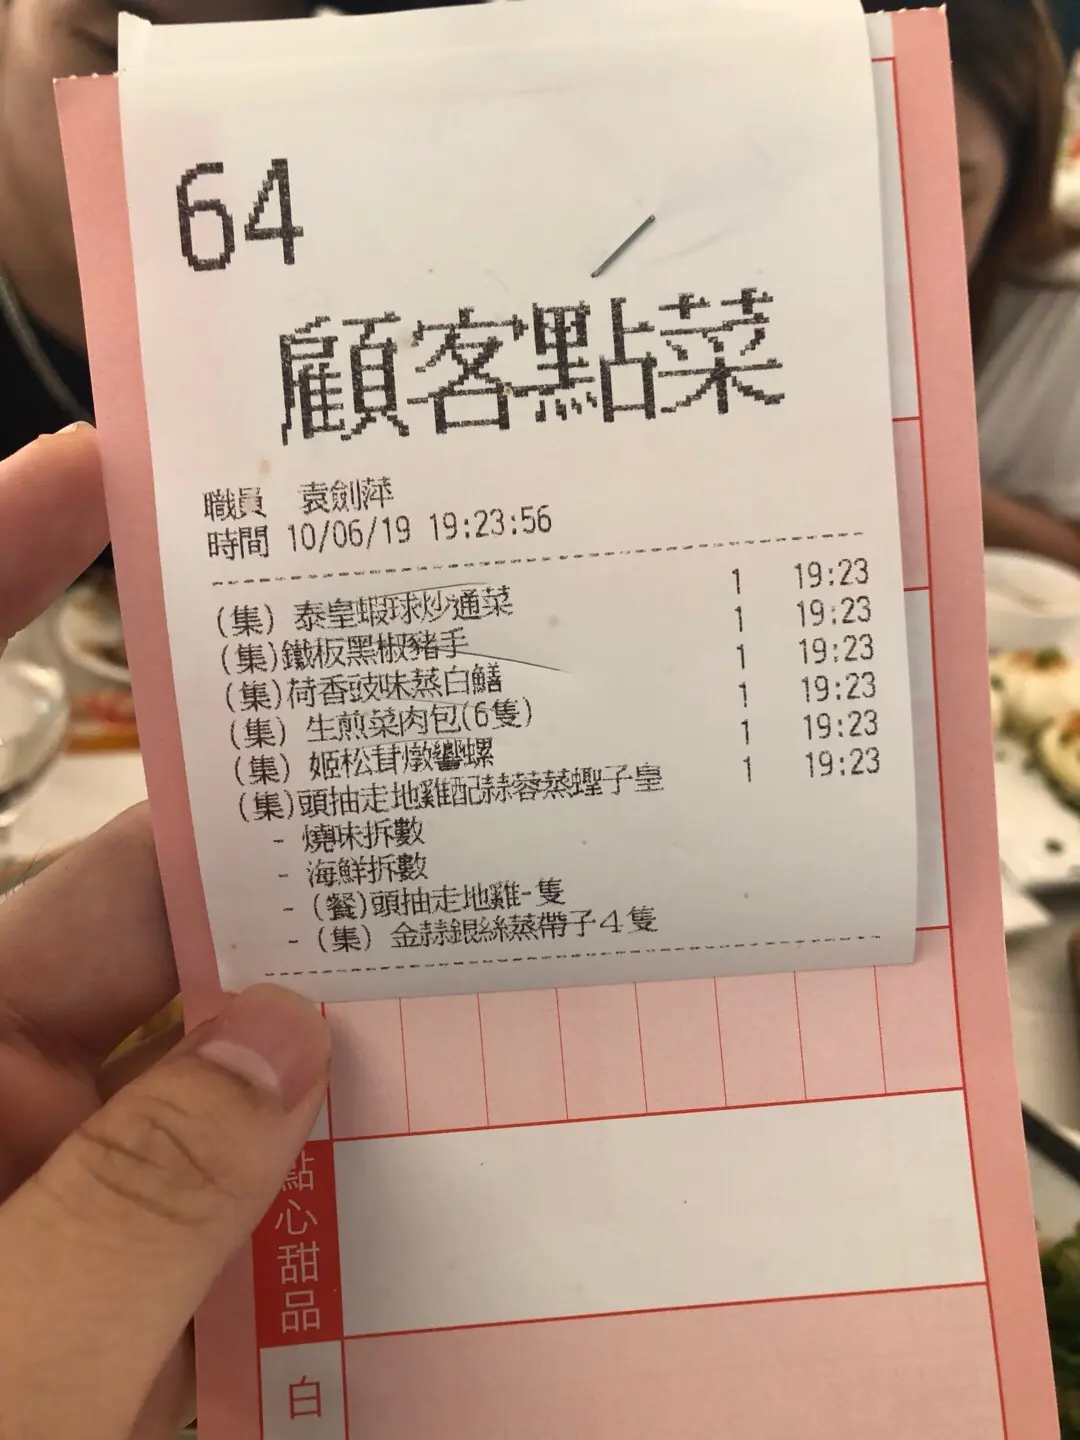 64
顧客點菜
職員 袁劍萍
時間 10/06/19 19:23:56
(集) 泰皇蝦球炒通菜 1 19:23
(集)鐵板黑椒豬手 1 19:23
(集)荷香豉味蒸白鱔 1 19:23
(集) 生煎菜肉包(6隻) 1 19:23
(集) 姬松茸燉響螺 1 19:23
(集)頭抽走地雞配蒜蓉蒸蟶子皇 1 19:23
- 燒味拆數
- 海鮮拆數
- (餐)頭抽走地雞-隻
- (集) 金蒜銀絲蒸帶子4隻
點心甜品
白